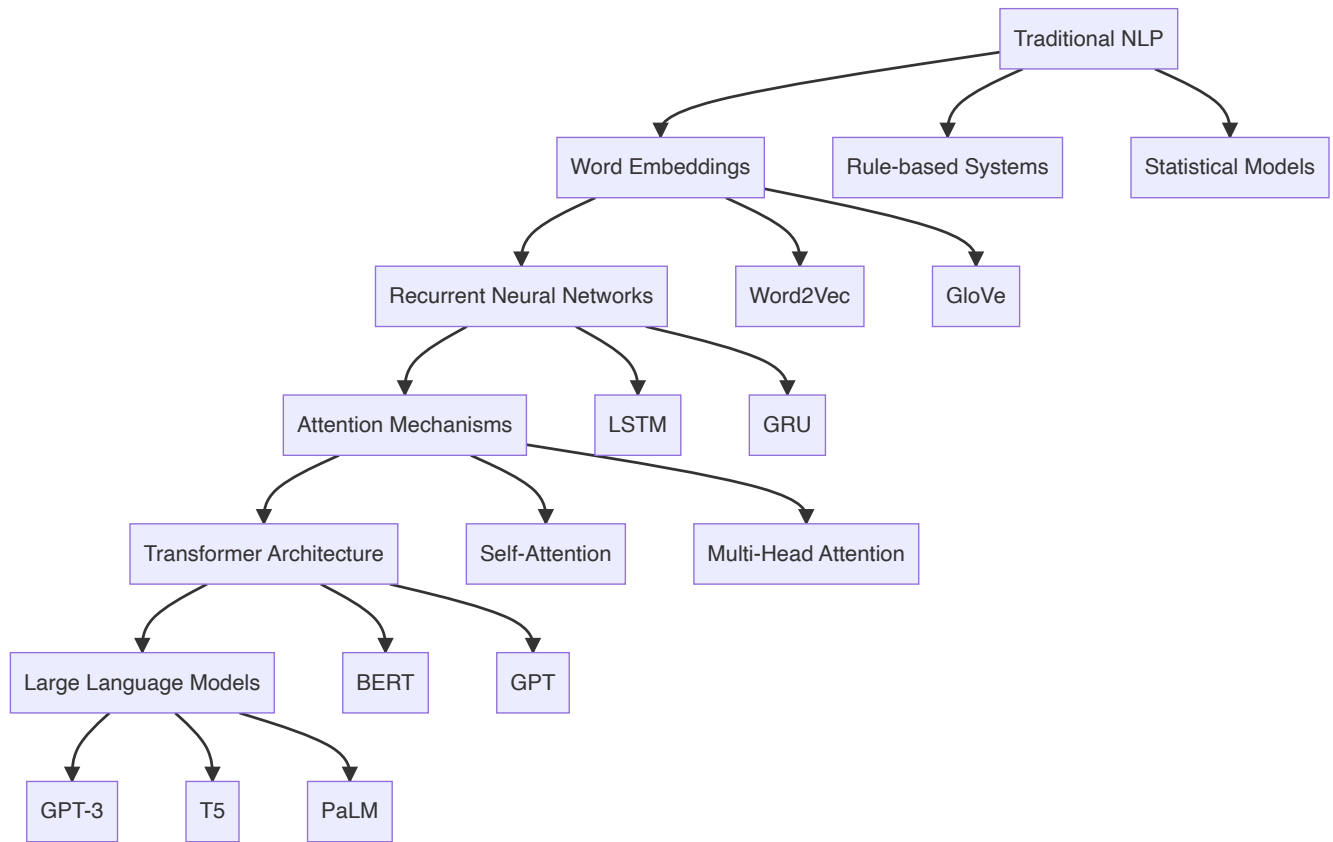 Traditional NLP
Word Embeddings
Rule-based Systems
Statistical Models
Recurrent Neural Networks
Word2Vec
GloVe
Attention Mechanisms
LSTM
GRU
Transformer Architecture
Self-Attention
Multi-Head Attention
Large Language Models
BERT
GPT
GPT-3
T5
PaLM